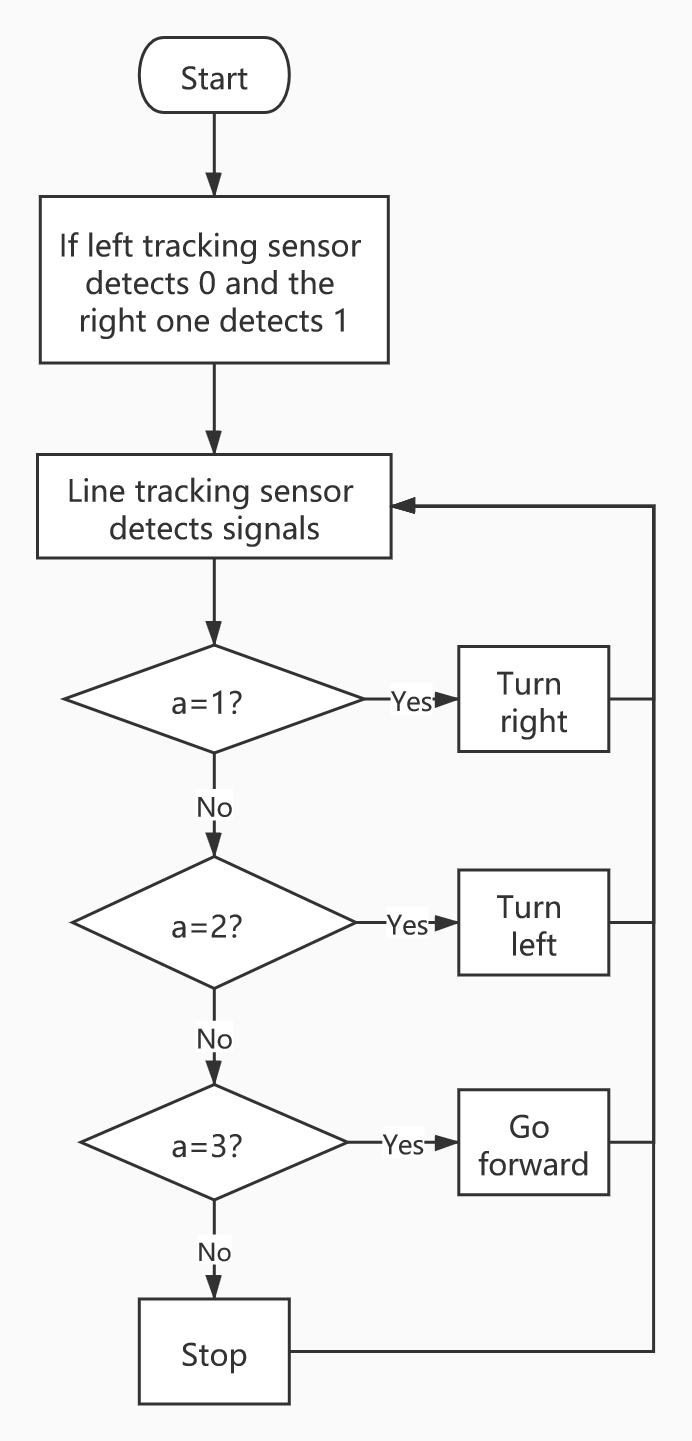 Start
If left tracking sensor
detects 0 and the
right one detects 1
Line tracking sensor
detects signals
a=1?
Yes
Turn
right
No
a=2?
Yes
Turn
left
No
a=3?
Yes
Go
forward
No
Stop